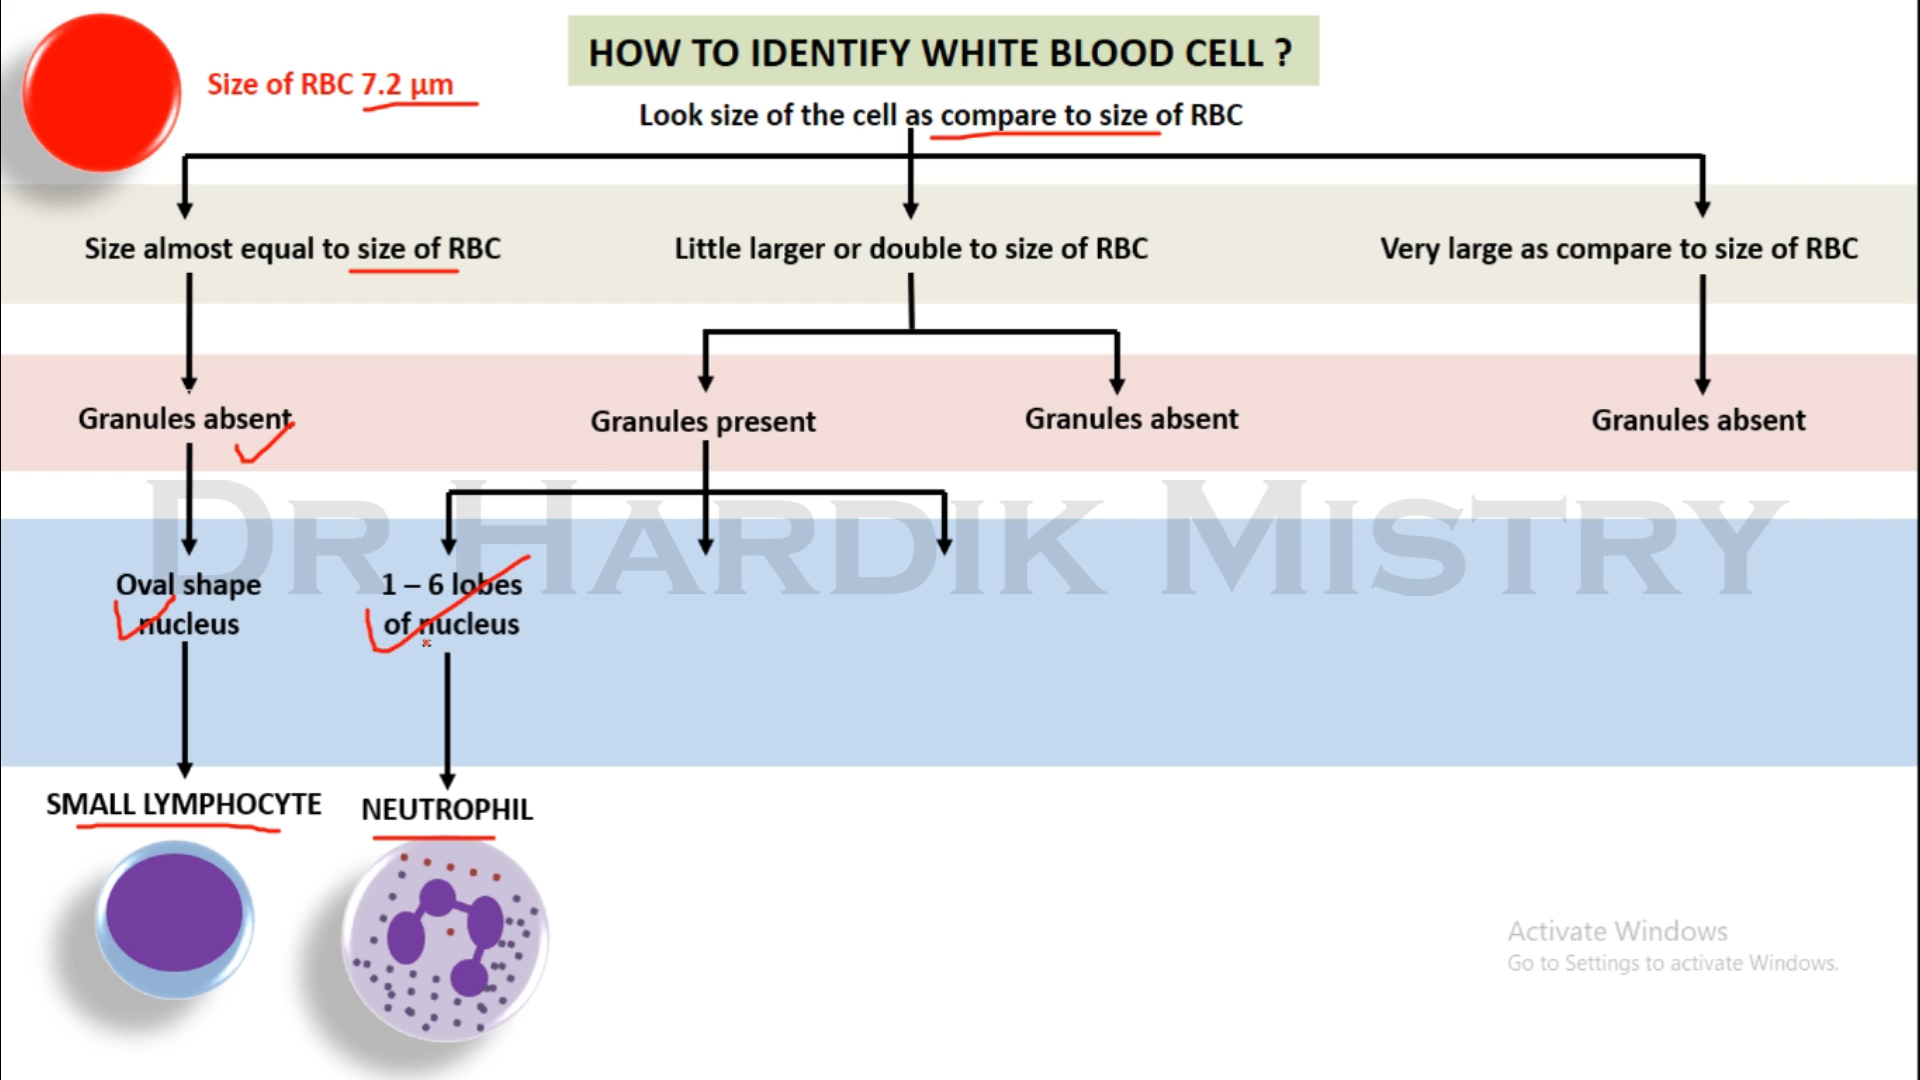 HOW TO IDENTIFY WHITE BLOOD CELL ?
Size of RBC 7.2 µm
Look size of the cell as compare to size of RBC
Size almost equal to size of RBC
Little larger or double to size of RBC
Very large as compare to size of RBC
Granules absent
Granules present
Granules absent
Granules absent
DR HARDIK MISTRY
Oval shape
nucleus
1 – 6 lobes
of nucleus
SMALL LYMPHOCYTE
NEUTROPHIL
Activate Windows
Go to Settings to activate Windows.